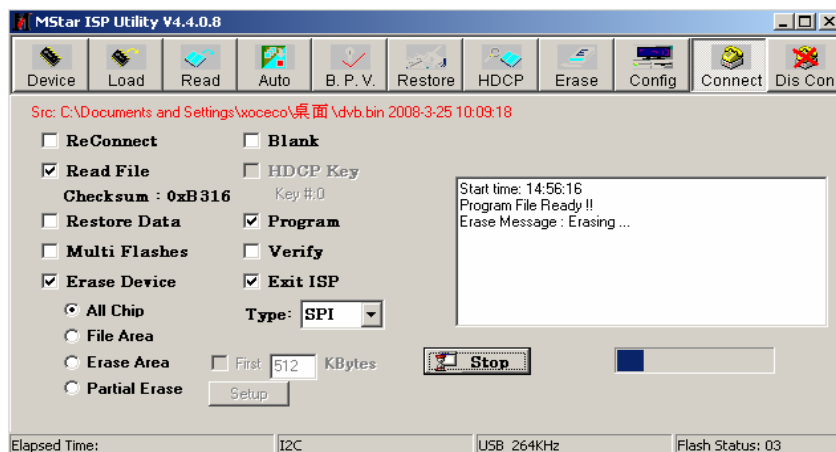 MStar ISP Utility V4.4.0.8
Device Load Read Auto B. P. V. Restore HDCP Erase Config Connect Dis Con
Src: C:\Documents and Settings\xoceco\桌面\dvb.bin 2008-3-25 10:09:18
ReConnect
Blank
Read File
HDCP Key
Checksum : 0xB316
Key #:0
Restore Data
Program
Multi Flashes
Verify
Erase Device
Exit ISP
All Chip
Type: SPI
File Area
Erase Area
First 512 KBytes
Partial Erase
Setup
Start time: 14:56:16
Program File Ready !!
Erase Message : Erasing ...
Stop
Elapsed Time: I2C USB 264KHz Flash Status: 03